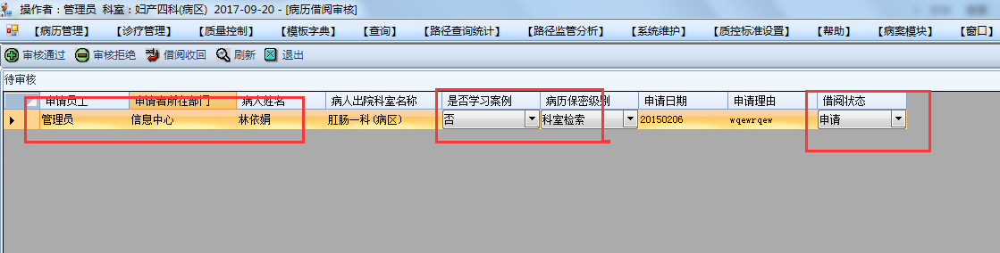 操作者：管理员 科室：妇产四科(病区) 2017-09-20 - [病历借阅审核]
【病历管理】 【诊疗管理】 【质量控制】 【模板字典】 【查询】 【路径查询统计】 【路径监管分析】 【系统维护】 【质控标准设置】 【帮助】 【病案模块】 【窗口】
审核通过 审核拒绝 借阅收回 刷新 退出
待审核
申请员工 申请者所在部门 病人姓名 病人出院科室名称 是否学习案例 病历保密级别 申请日期 申请理由 借阅状态
管理员 信息中心 林依娟 肛肠一科(病区) 否 科室检索 20150206 wqewrqew 申请